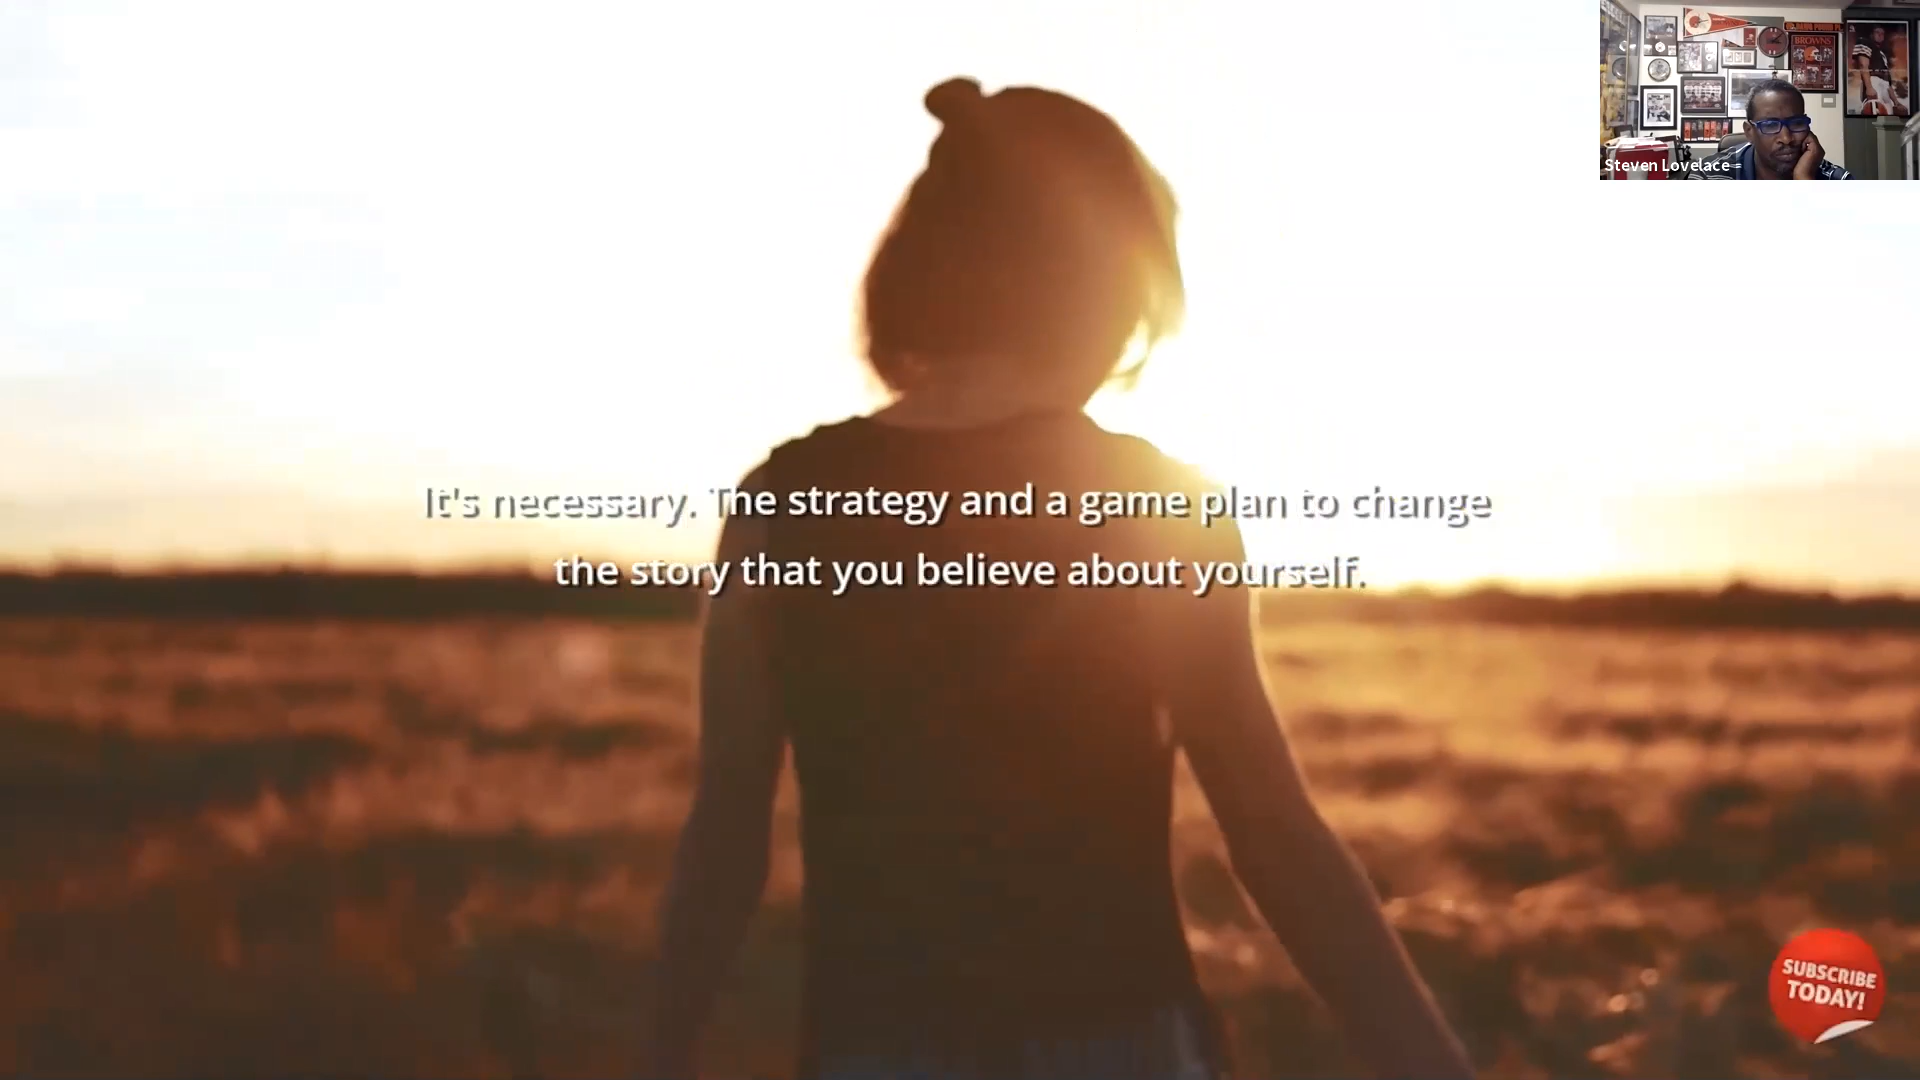 It's necessary. The strategy and a game plan to change
the story that you believe about yourself.
Steven Lovelace
BROWNS
SUBSCRIBE
TODAY!